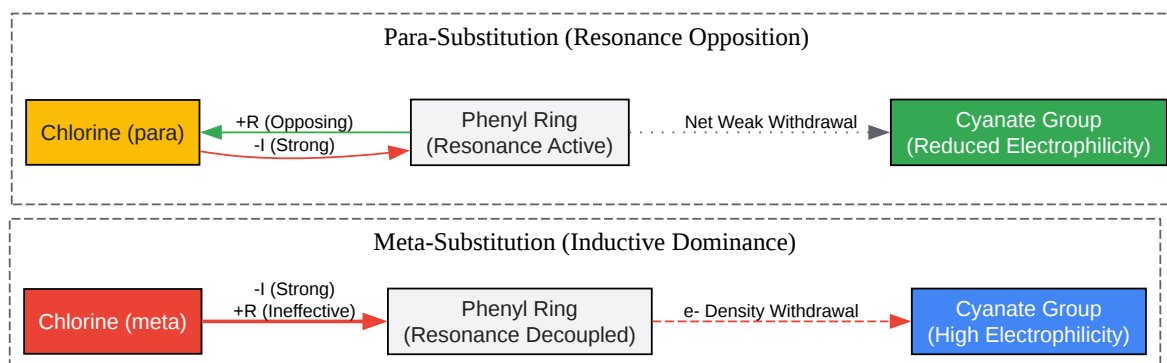 Para-Substitution (Resonance Opposition)
Chlorine (para)
+R (Opposing)
-I (Strong)
Phenyl Ring
(Resonance Active)
Net Weak Withdrawal
Cyanate Group
(Reduced Electrophilicity)
Meta-Substitution (Inductive Dominance)
Chlorine (meta)
-I (Strong)
+R (Ineffective)
Phenyl Ring
(Resonance Decoupled)
e- Density Withdrawal
Cyanate Group
(High Electrophilicity)